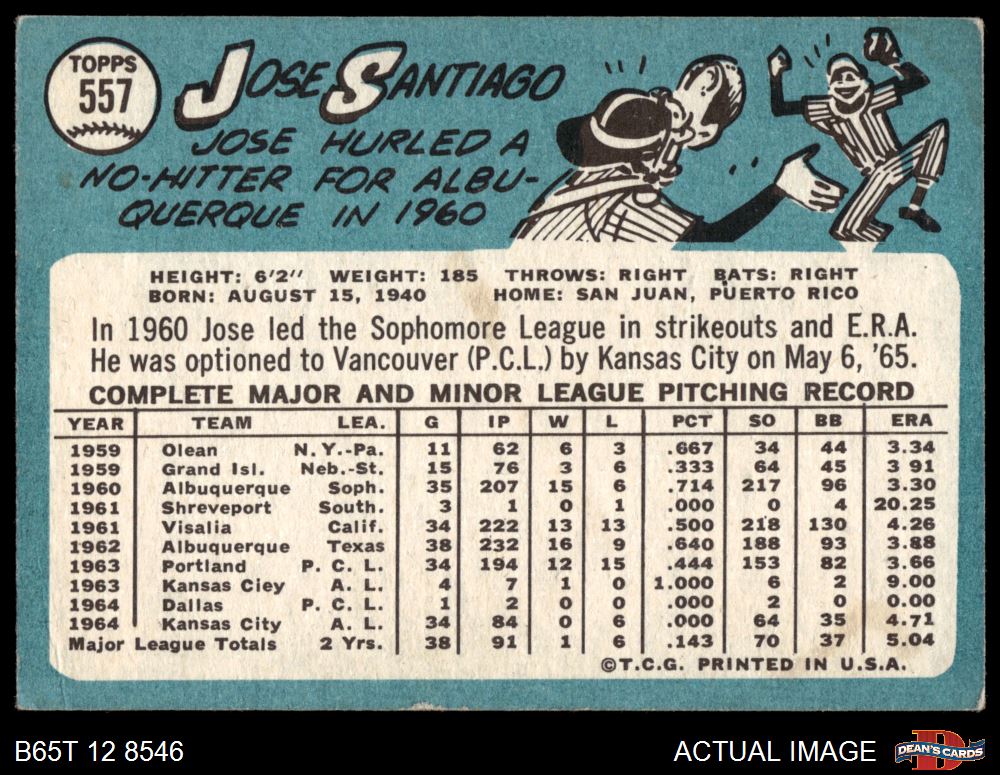 TOPPS
557
JOSE SANTIAGO
JOSE HURLED A
NO-HITTER FOR ALBU-
QUERQUE IN 1960
HEIGHT: 6'2" WEIGHT: 185 THROWS: RIGHT BATS: RIGHT
BORN: AUGUST 15, 1940 HOME: SAN JUAN, PUERTO RICO
In 1960 Jose led the Sophomore League in strikeouts and E.R.A.
He was optioned to Vancouver (P.C.L.) by Kansas City on May 6, '65.
COMPLETE MAJOR AND MINOR LEAGUE PITCHING RECORD
YEAR TEAM LEA. G IP W L PCT SO BB ERA
1959 Olean N.Y.-Pa. 11 62 6 3 .667 34 44 3.34
1959 Grand Isl. Neb.-St. 15 76 3 6 .333 64 45 3 91
1960 Albuquerque Soph. 35 207 15 6 .714 217 96 3.30
1961 Shreveport South. 3 1 0 1 .000 0 4 20.25
1961 Visalia Calif. 34 222 13 13 .500 218 130 4.26
1962 Albuquerque Texas 38 232 16 9 .640 188 93 3.88
1963 Portland P. C. L. 34 194 12 15 .444 153 82 3.66
1963 Kansas Ciey A. L. 4 7 1 0 1.000 6 2 9.00
1964 Dallas P. C. L. 1 2 0 0 .000 2 0 0.00
1964 Kansas City A. L. 34 84 0 6 .000 64 35 4.71
Major League Totals 2 Yrs. 38 91 1 6 .143 70 37 5.04
©T.C.G. PRINTED IN U.S.A.
B65T 12 8546 ACTUAL IMAGE D DEAN'S CARDS